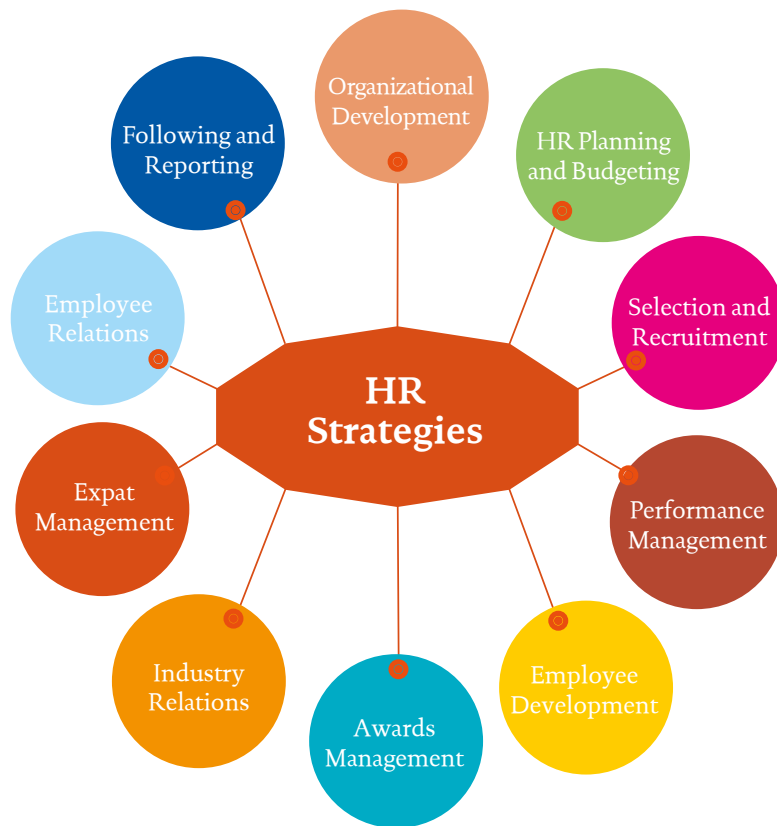 Organizational
Development
HR Planning
and Budgeting
Selection and
Recruitment
Performance
Management
Employee
Development
Awards
Management
Industry
Relations
Expat
Management
Employee
Relations
Following and
Reporting
HR
Strategies